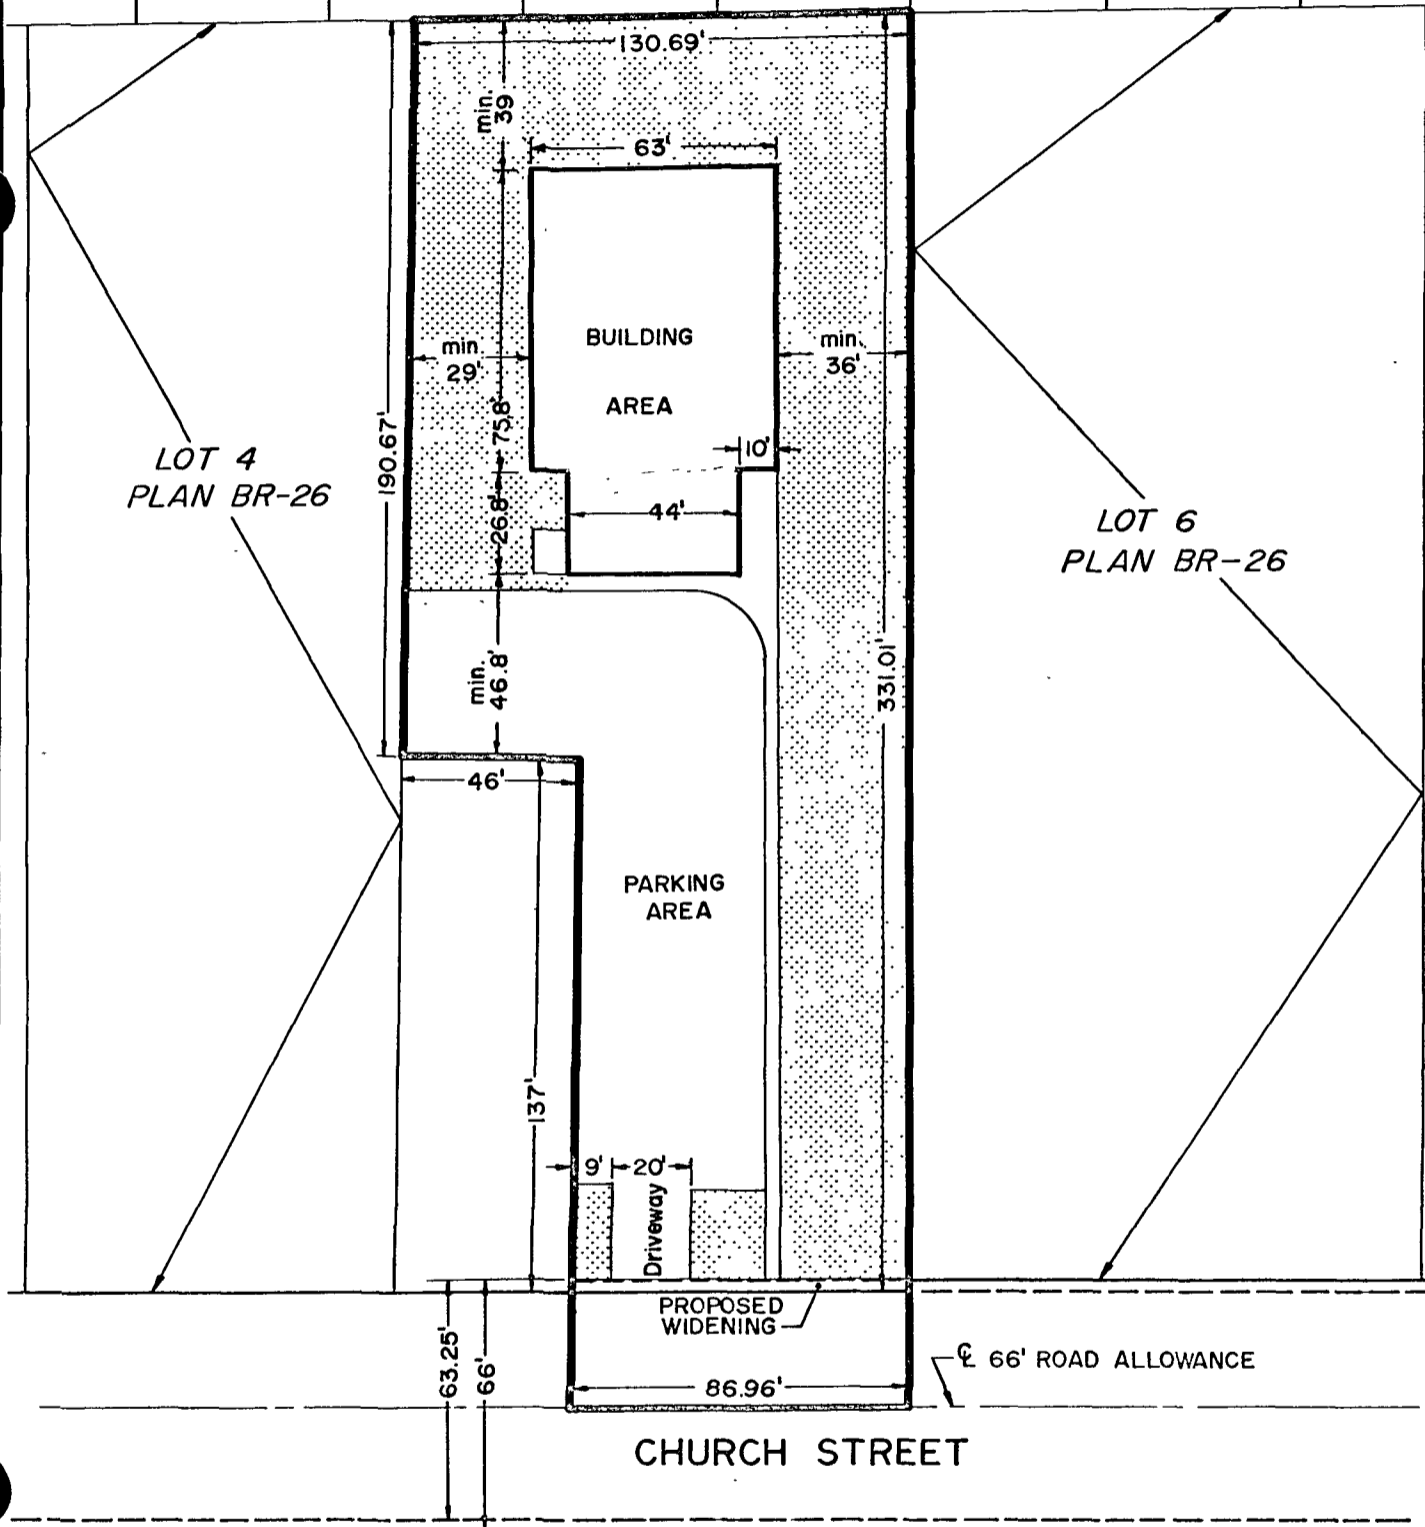 130.69'
min.
39
63'
BUILDING
AREA
min
29'
min.
36'
75.8'
10'
190.67'
LOT 4
PLAN BR-26
26.8'
44'
LOT 6
PLAN BR-26
min.
46.8'
331.01'
46'
PARKING
AREA
137'
9'
20'
Driveway
PROPOSED
WIDENING
63.25'
66'
℄ 66' ROAD ALLOWANCE
86.96'
CHURCH STREET